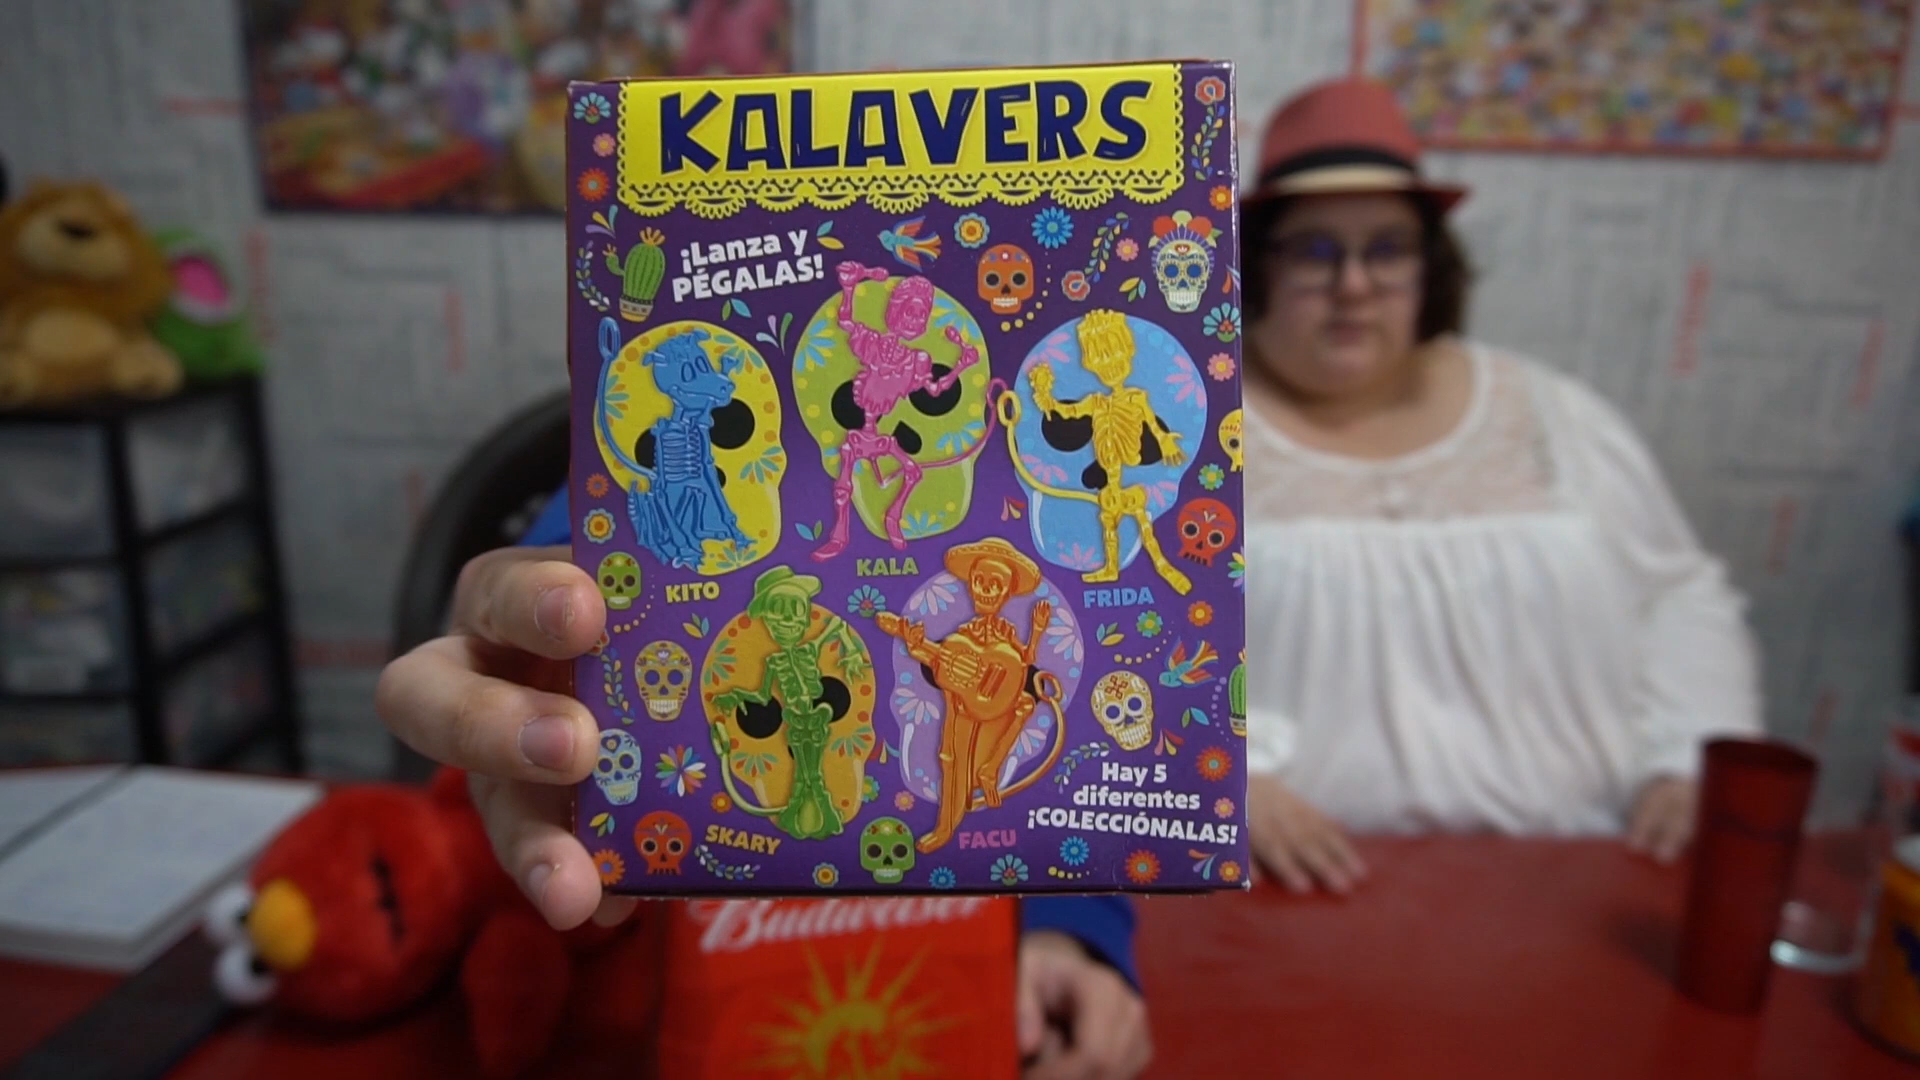 KALAVERS
¡Lanza y
PÉGALAS!
KITO
KALA
FRIDA
SKARY
FACU
Hay 5
diferentes
¡COLECCIÓNALAS!
Budweiser